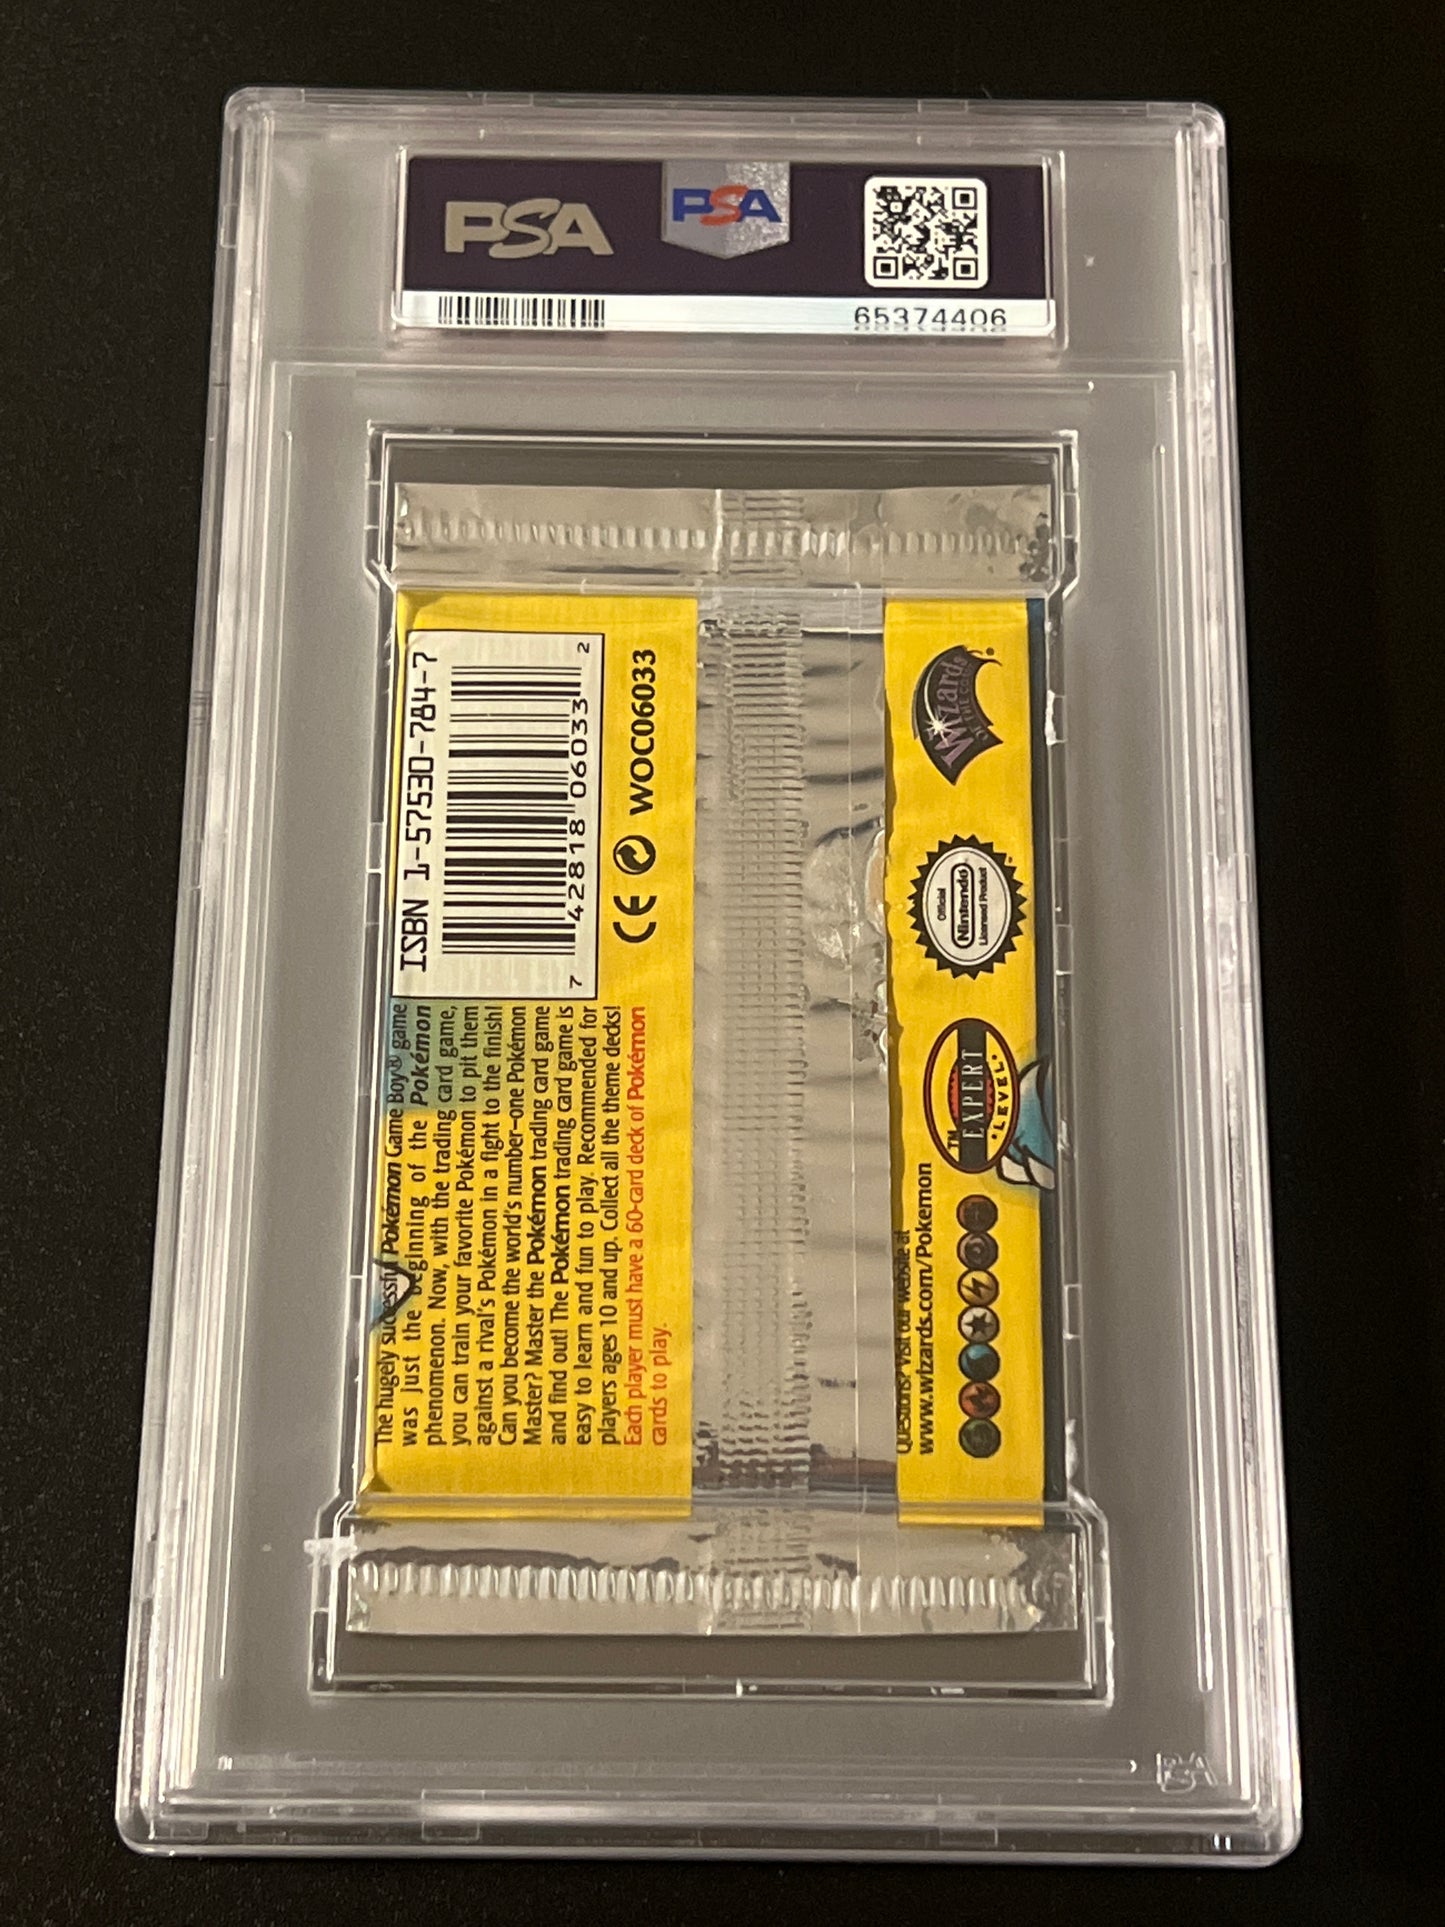 PSA
PSA
65374406
ISBN 1-57530-784-7
7 42818 06033 2
CE WOC06033
The hugely successful Pokémon Game Boy® game
was just the beginning of the Pokémon
phenomenon. Now, with the trading card game,
you can train your favorite Pokémon to pit them
against a rival's Pokémon in a fight to the finish!
Can you become the world's number-one Pokémon
Master? Master the Pokémon trading card game
and find out! The Pokémon trading card game is
easy to learn and fun to play. Recommended for
players ages 10 and up. Collect all the theme decks!
Each player must have a 60-card deck of Pokémon
cards to play.
Wizards
OF THE COAST
®
Official
Nintendo
Licensed Product
TM
EXPERT
•LEVEL•
Questions? Visit our website at
www.wizards.com/Pokemon
PSA